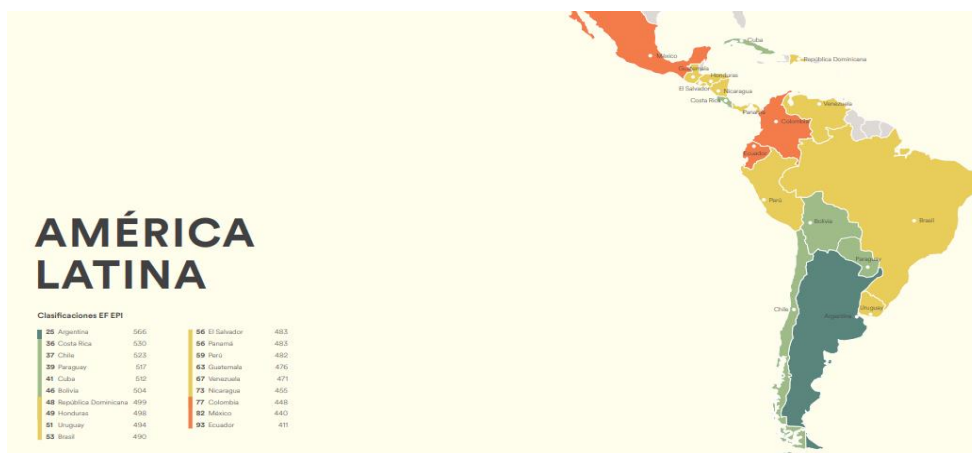 Cuba
México
República Dominicana
Guatemala
Honduras
El Salvador
Nicaragua
Costa Rica
Panamá
Venezuela
Colombia
Ecuador
Perú
Brasil
Bolivia
Paraguay
Chile
Argentina
Uruguay
AMÉRICA
LATINA
Clasificaciones EF EPI
25 Argentina 566
36 Costa Rica 530
37 Chile 523
39 Paraguay 517
41 Cuba 512
46 Bolivia 504
48 República Dominicana 499
49 Honduras 498
51 Uruguay 494
53 Brasil 490
56 El Salvador 483
56 Panamá 483
59 Perú 482
63 Guatemala 476
67 Venezuela 471
73 Nicaragua 455
77 Colombia 448
82 México 440
93 Ecuador 411